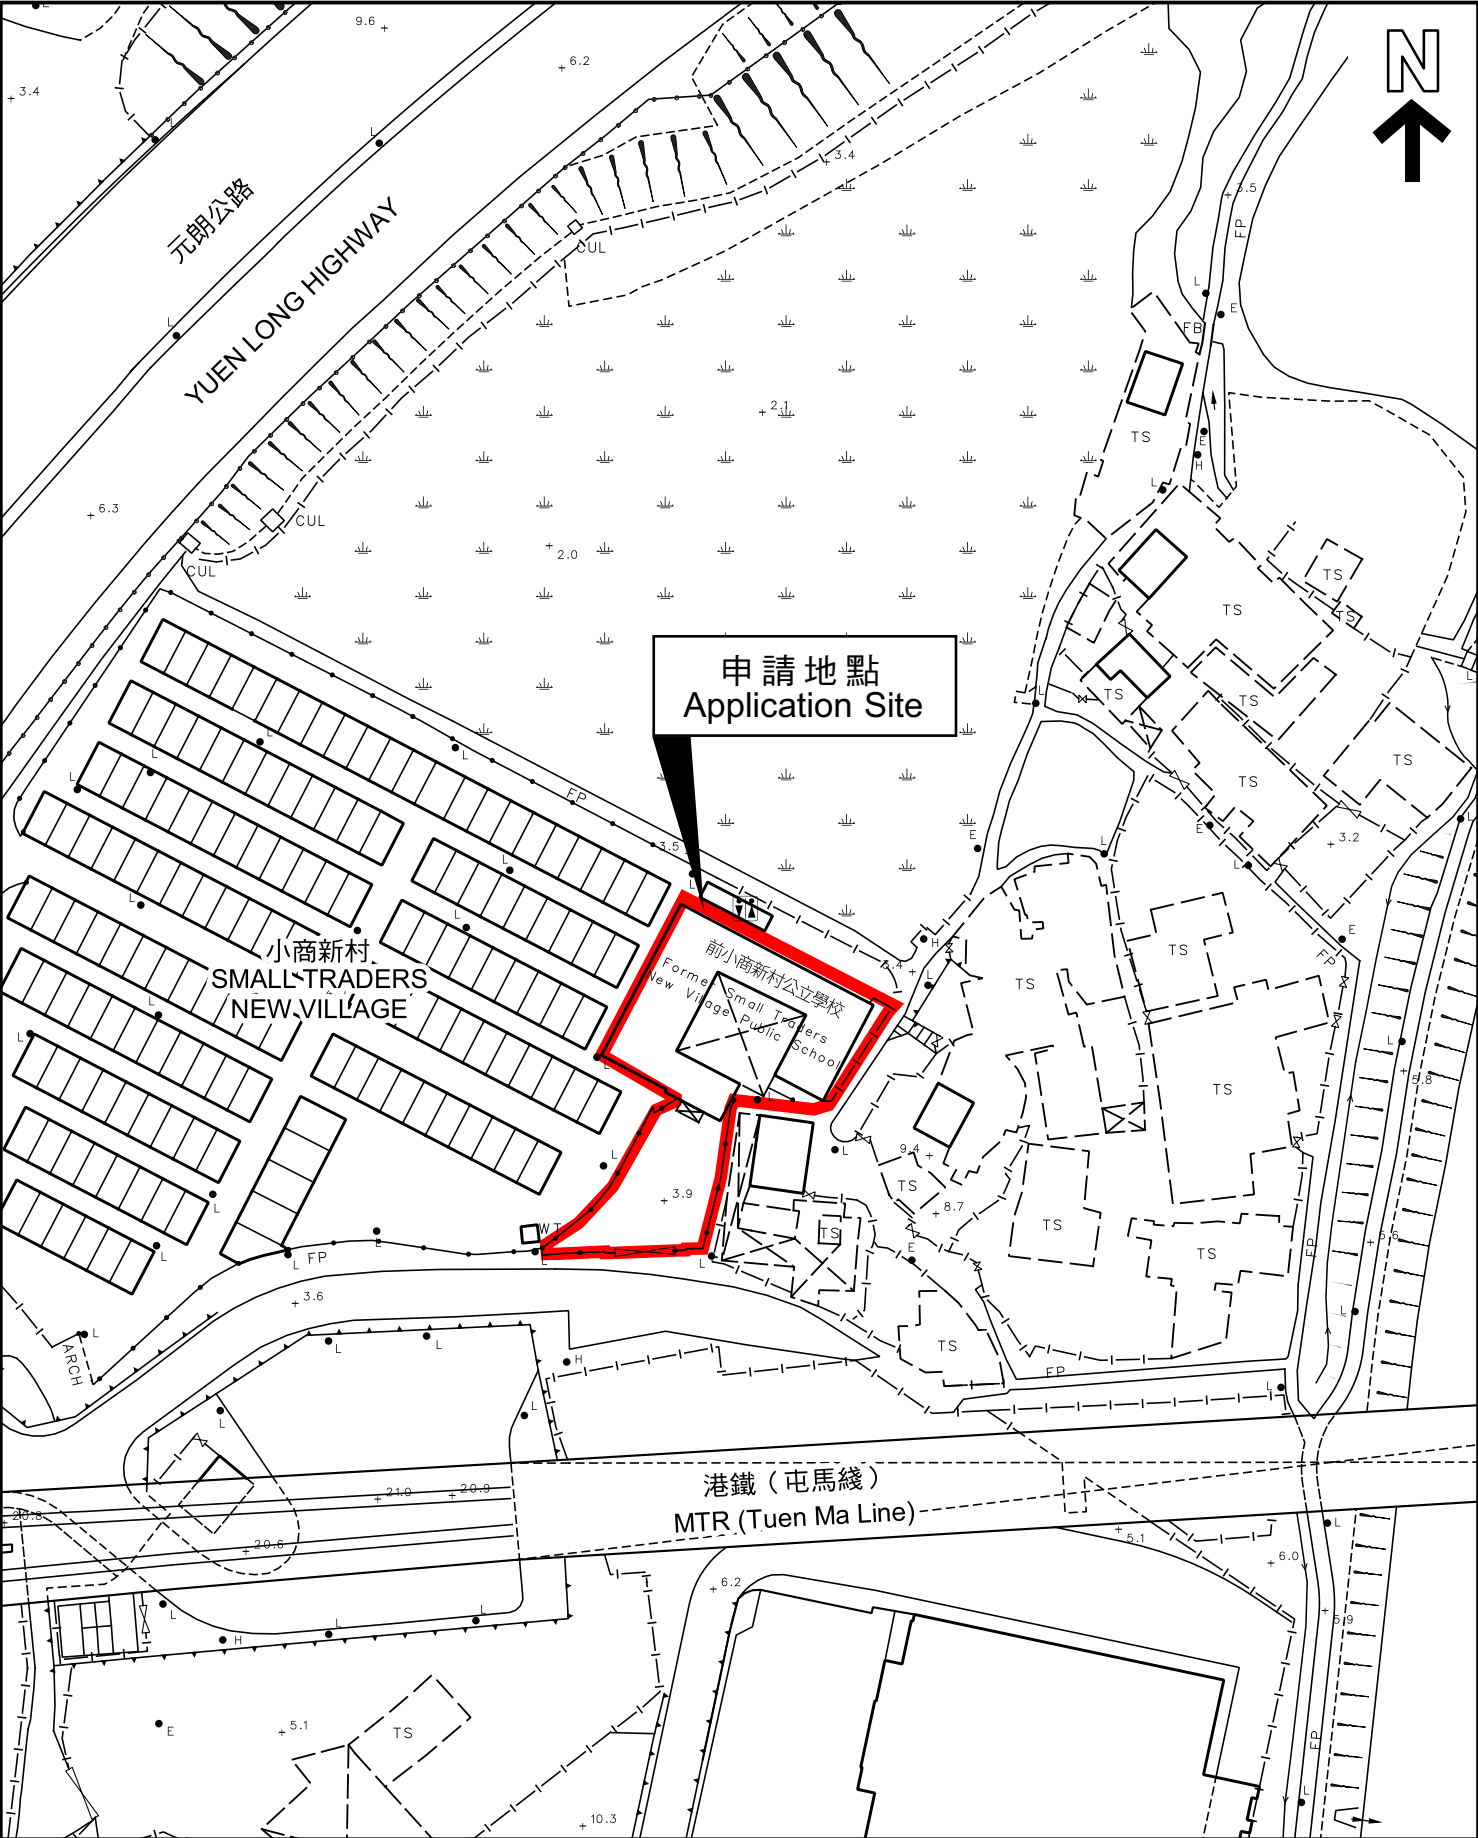 N
9.6
6.2
3.4
L
L
3.4
元朗公路
YUEN LONG HIGHWAY
3.5
FP
CUL
L
E
FB
L
2.1
TS
E
H
L
6.3
CUL
2.0
CUL
TS
TS
TS
申請地點
Application Site
L
TS
TS
L
TS
L
L
L
L
FP
TS
E
E
L
3.2
L
3.5
L
L
L
L
小商新村
SMALL TRADERS
NEW VILLAGE
前小商新村公立學校
Former Small Traders
New Village Public School
H
L
E
FP
TS
TS
L
L
L
L
L
5.8
TS
L
L
9.4
TS
3.9
8.7
L
WT
L
TS
TS
TS
E
5.6
FP
L
FP
L
L
L
3.6
L
L
L
L
ARCH
H
TS
FP
L
L
L
港鐵（屯馬綫）
MTR (Tuen Ma Line)
21.0
20.9
20.8
20.6
5.1
L
6.0
6.2
L
L
L
H
5.9
E
5.1
TS
FP
L
10.3